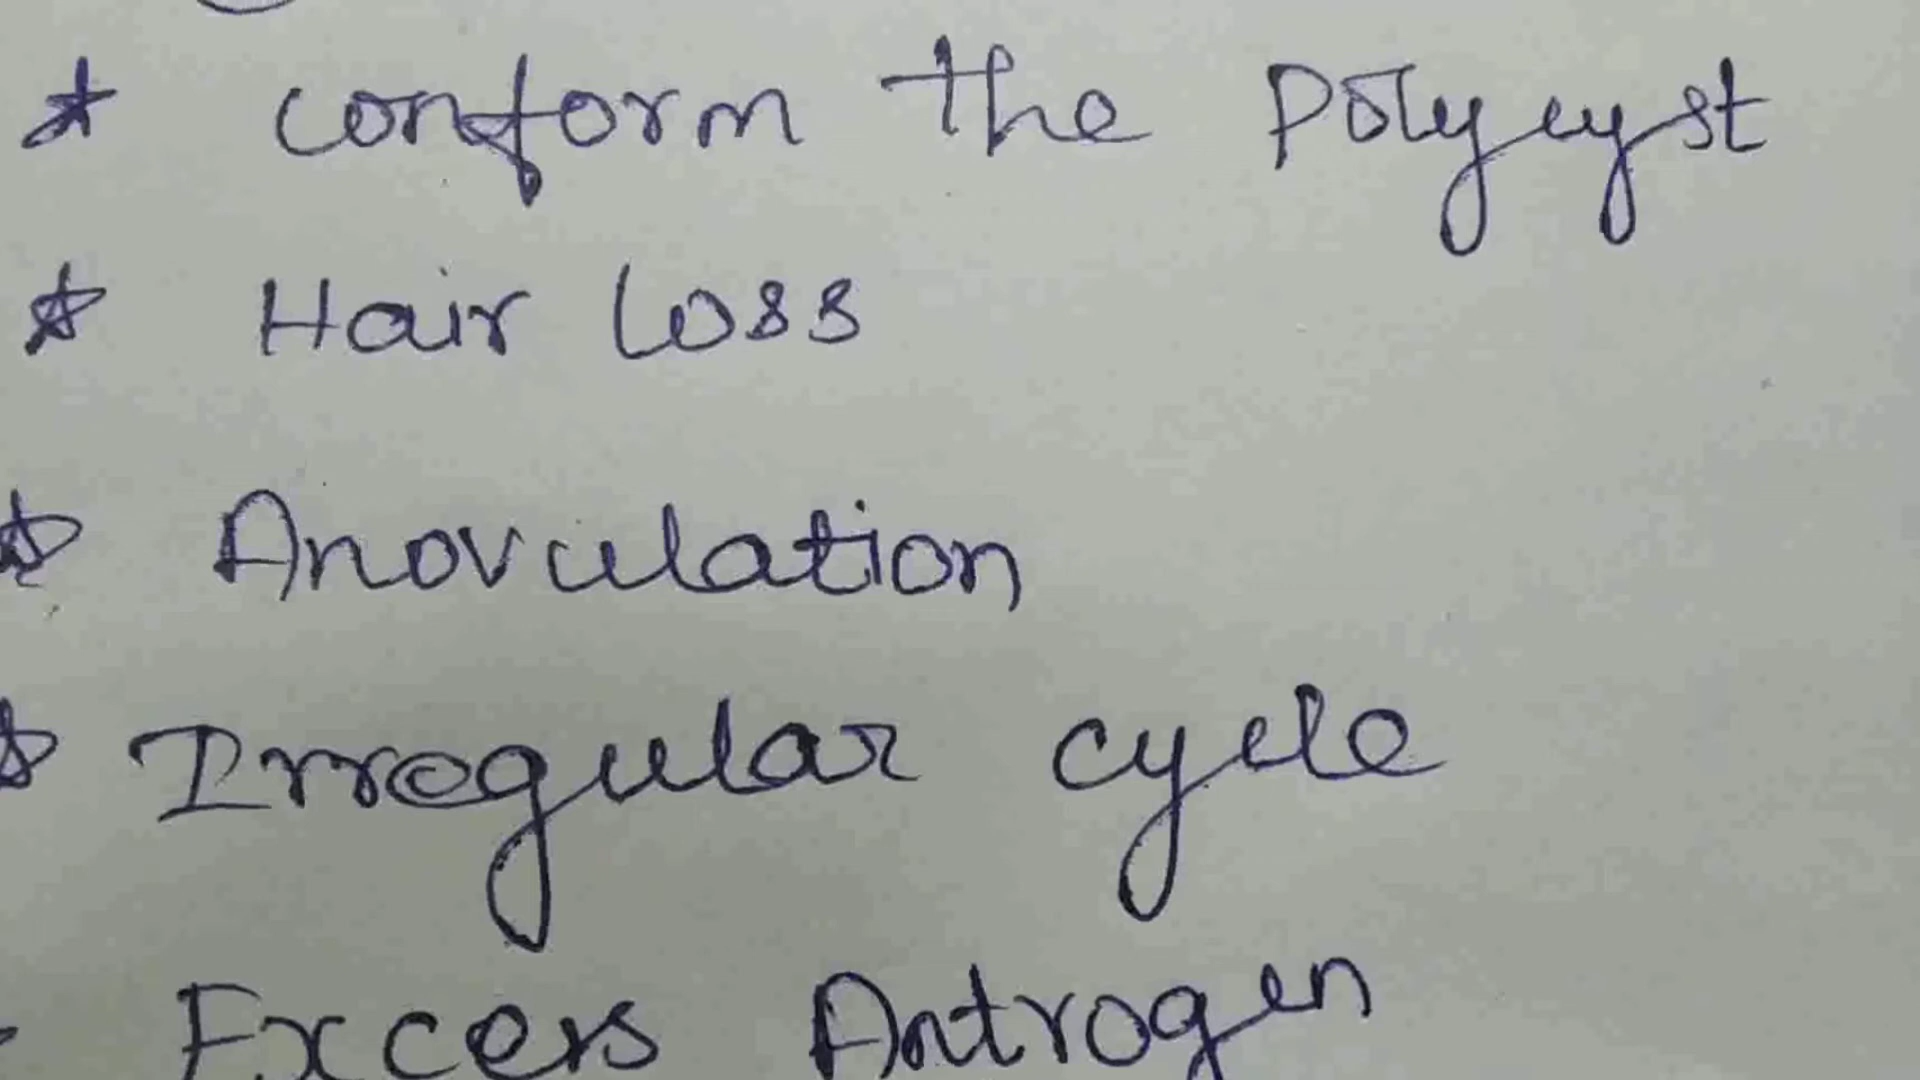 * conform the Polycyst
* Hair loss
* Anovulation
* Irregular cycle
* Excess Antrogen